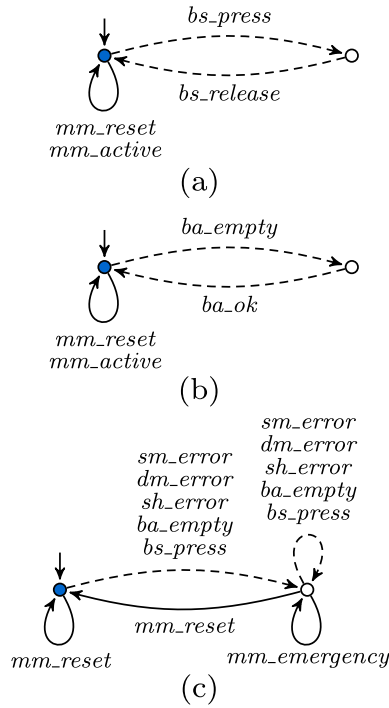 bs_press
bs_release
mm_reset
mm_active
(a)
ba_empty
ba_ok
mm_reset
mm_active
(b)
sm_error
dm_error
sh_error
ba_empty
bs_press
sm_error
dm_error
sh_error
ba_empty
bs_press
mm_reset
mm_reset
mm_emergency
(c)